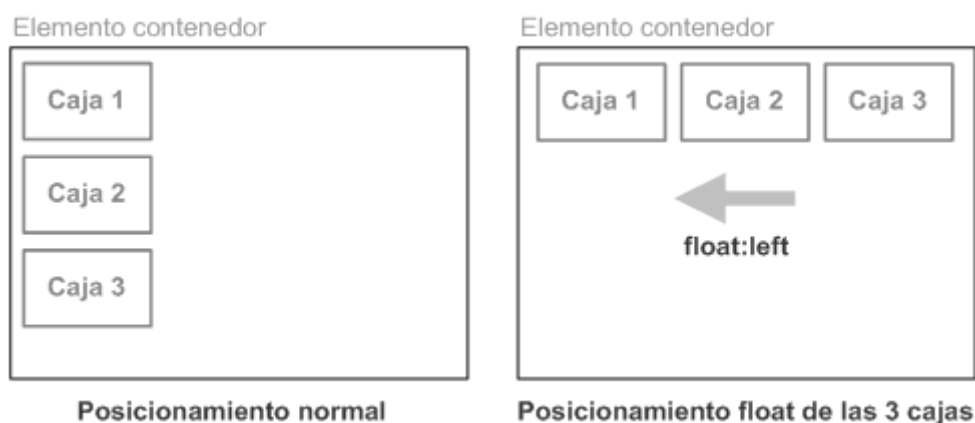 Elemento contenedor
Caja 1
Caja 2
Caja 3
Posicionamiento normal
Elemento contenedor
Caja 1 Caja 2 Caja 3
float:left
Posicionamiento float de las 3 cajas